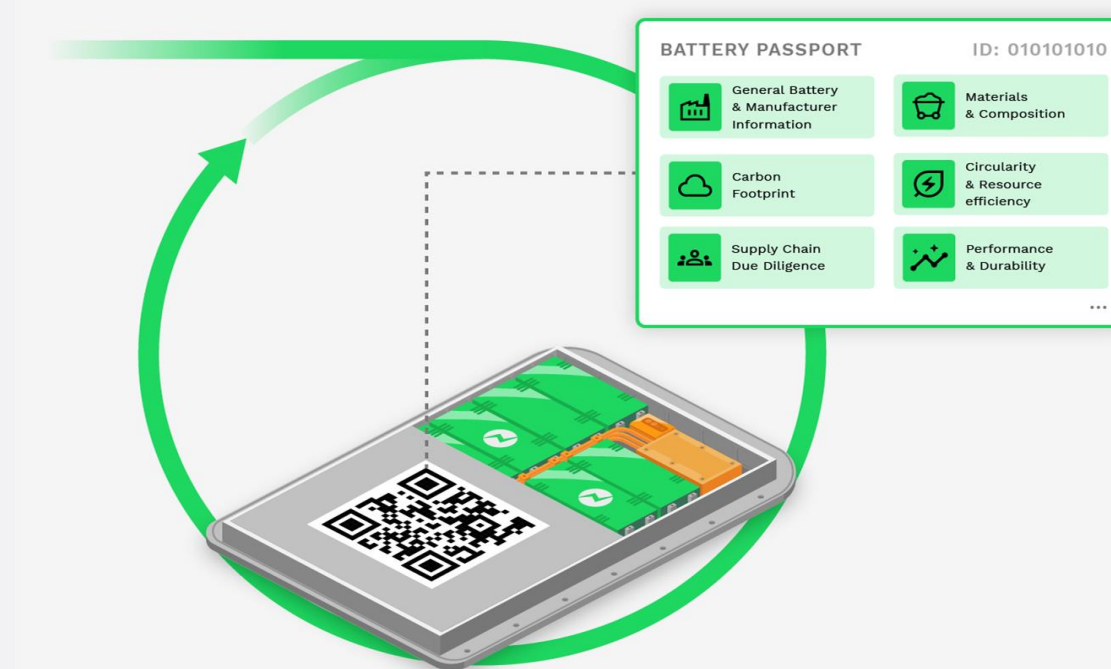 BATTERY PASSPORT
ID: 010101010
General Battery
& Manufacturer
Information
Materials
& Composition
Carbon
Footprint
Circularity
& Resource
efficiency
Supply Chain
Due Diligence
Performance
& Durability
...